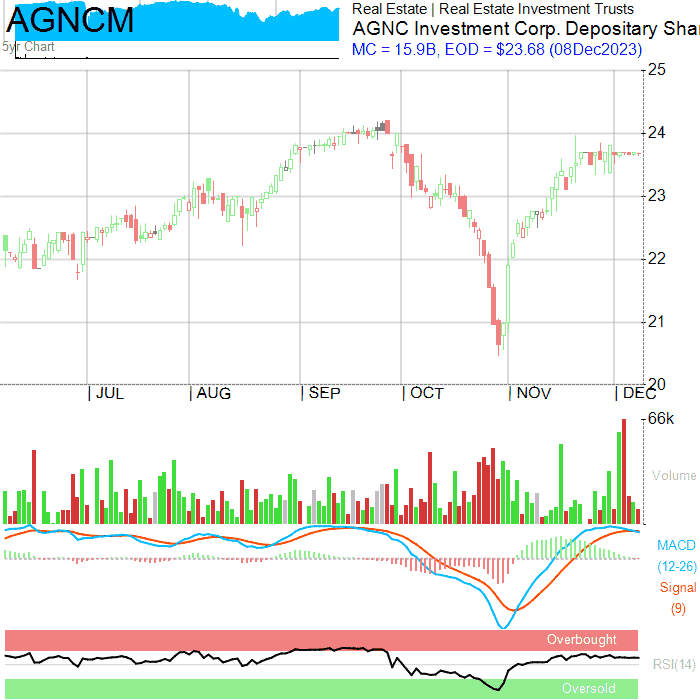 AGNCM
5yr Chart
Real Estate | Real Estate Investment Trusts
AGNC Investment Corp. Depositary Shar
MC = 15.9B, EOD = $23.68 (08Dec2023)
25
24
23
22
21
20
JUL AUG SEP OCT NOV DEC
66k
Volume
MACD
(12-26)
Signal
(9)
Overbought
RSI(14)
Oversold